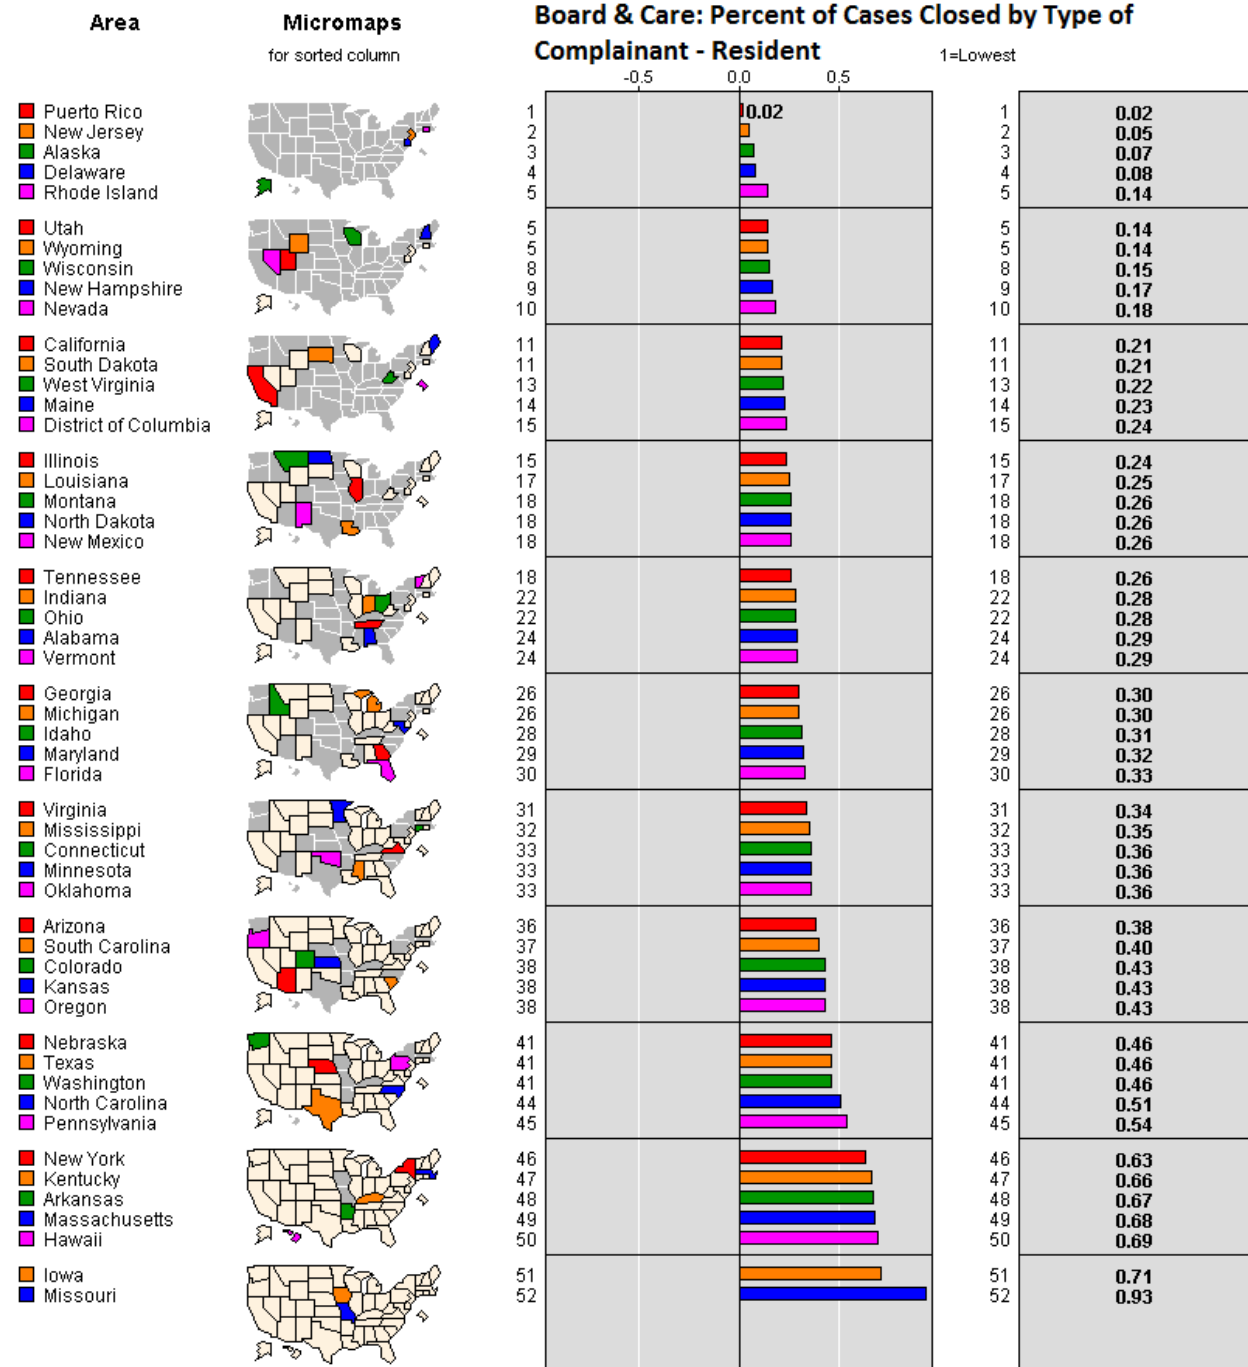 Area Micromaps Board & Care: Percent of Cases Closed by Type of
for sorted column Complainant - Resident 1=Lowest
-0.5 0.0 0.5
Puerto Rico 1 0.02 1 0.02
New Jersey 2 2 0.05
Alaska 3 3 0.07
Delaware 4 4 0.08
Rhode Island 5 5 0.14
Utah 5 5 0.14
Wyoming 5 5 0.14
Wisconsin 8 8 0.15
New Hampshire 9 9 0.17
Nevada 10 10 0.18
California 11 11 0.21
South Dakota 11 11 0.21
West Virginia 13 13 0.22
Maine 14 14 0.23
District of Columbia 15 15 0.24
Illinois 15 15 0.24
Louisiana 17 17 0.25
Montana 18 18 0.26
North Dakota 18 18 0.26
New Mexico 18 18 0.26
Tennessee 18 18 0.26
Indiana 22 22 0.28
Ohio 22 22 0.28
Alabama 24 24 0.29
Vermont 24 24 0.29
Georgia 26 26 0.30
Michigan 26 26 0.30
Idaho 28 28 0.31
Maryland 29 29 0.32
Florida 30 30 0.33
Virginia 31 31 0.34
Mississippi 32 32 0.35
Connecticut 33 33 0.36
Minnesota 33 33 0.36
Oklahoma 33 33 0.36
Arizona 36 36 0.38
South Carolina 37 37 0.40
Colorado 38 38 0.43
Kansas 38 38 0.43
Oregon 38 38 0.43
Nebraska 41 41 0.46
Texas 41 41 0.46
Washington 41 41 0.46
North Carolina 44 44 0.51
Pennsylvania 45 45 0.54
New York 46 46 0.63
Kentucky 47 47 0.66
Arkansas 48 48 0.67
Massachusetts 49 49 0.68
Hawaii 50 50 0.69
Iowa 51 51 0.71
Missouri 52 52 0.93